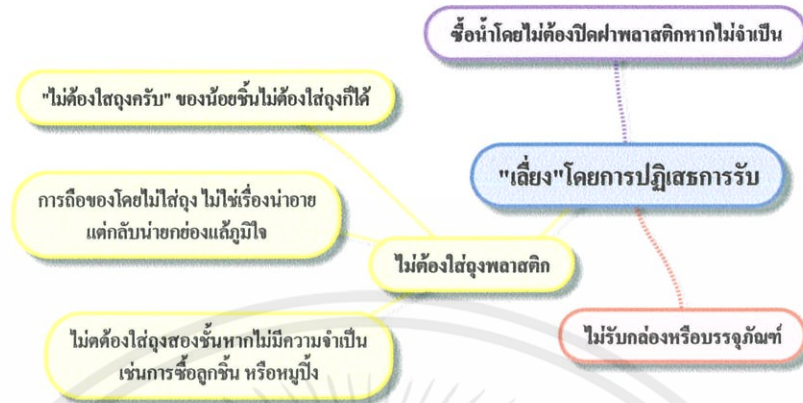 ซื้อน้ำโดยไม่ต้องปิดฝาพลาสติกหากไม่จำเป็น
"ไม่ต้องใสถุงครับ" ของน้อยชิ้นไม่ต้องใส่ถุงก็ได้
"เลี่ยง"โดยการปฏิเสธการรับ
การถือของโดยไม่ใส่ถุง ไม่ใช่เรื่องน่าอาย
แต่กลับน่ายกย่องแล้ภูมิใจ
ไม่ต้องใส่ถุงพลาสติก
ไม่ตต้องใส่ถุงสองชั้นหากไม่มีความจำเป็น
เช่นการซื้อลูกชิ้น หรือหมูปิ้ง
ไม่รับกล่องหรือบรรจุภัณฑ์